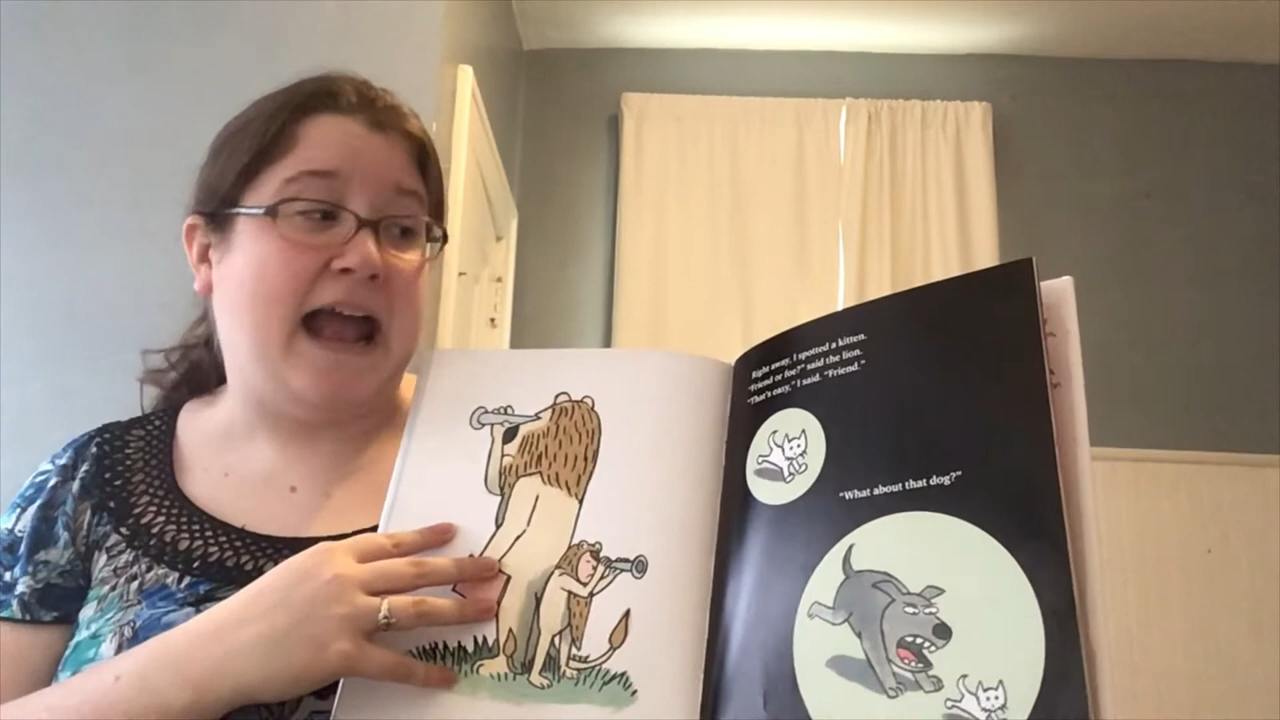 Right away, I spotted a kitten.
"Friend or foe?" said the lion.
"That's easy," I said. "Friend."
"What about that dog?"